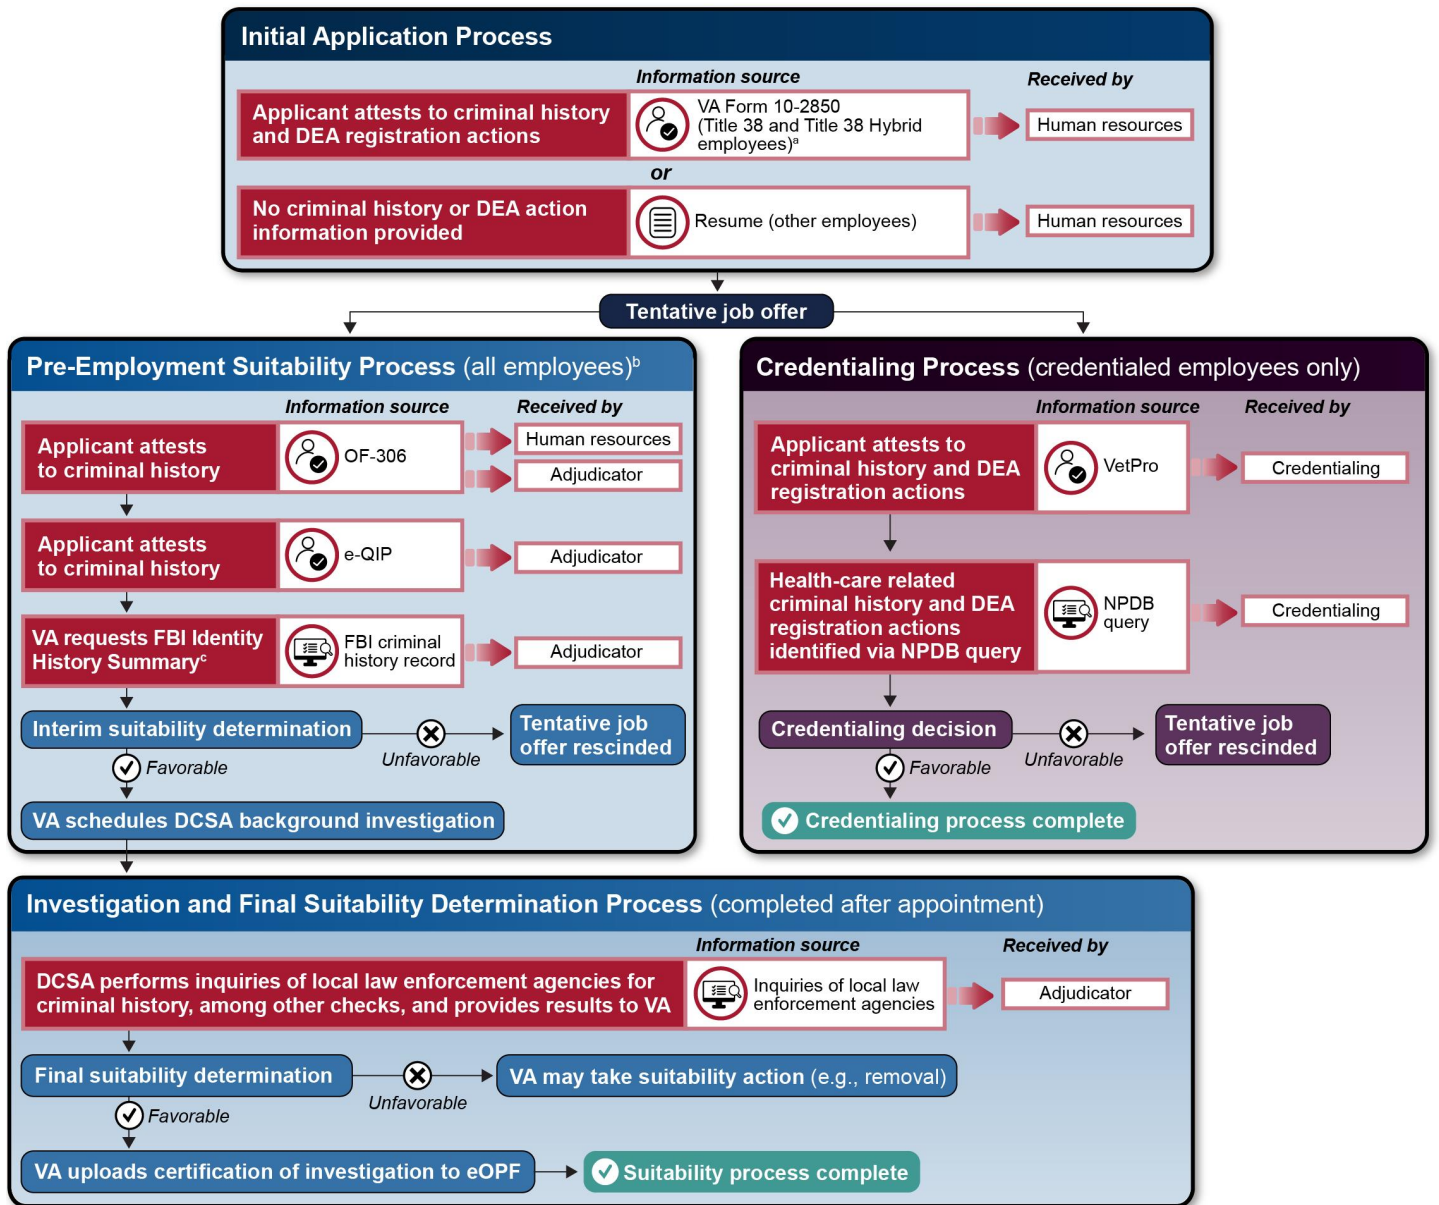 Initial Application Process
Information source
Received by
Applicant attests to criminal history
and DEA registration actions
VA Form 10-2850
(Title 38 and Title 38 Hybrid
employees)ᵃ
Human resources
or
No criminal history or DEA action
information provided
Resume (other employees)
Human resources
Tentative job offer
Pre-Employment Suitability Process (all employees)ᵇ
Information source
Received by
Applicant attests
to criminal history
OF-306
Human resources
Adjudicator
Applicant attests
to criminal history
e-QIP
Adjudicator
VA requests FBI Identity
History Summaryᶜ
FBI criminal
history record
Adjudicator
Interim suitability determination
Unfavorable
Tentative job
offer rescinded
Favorable
VA schedules DCSA background investigation
Credentialing Process (credentialed employees only)
Information source
Received by
Applicant attests to
criminal history and DEA
registration actions
VetPro
Credentialing
Health-care related
criminal history and DEA
registration actions
identified via NPDB query
NPDB
query
Credentialing
Credentialing decision
Unfavorable
Tentative job
offer rescinded
Favorable
Credentialing process complete
Investigation and Final Suitability Determination Process (completed after appointment)
Information source
Received by
DCSA performs inquiries of local law enforcement agencies for
criminal history, among other checks, and provides results to VA
Inquiries of local law
enforcement agencies
Adjudicator
Final suitability determination
Unfavorable
VA may take suitability action (e.g., removal)
Favorable
VA uploads certification of investigation to eOPF
Suitability process complete